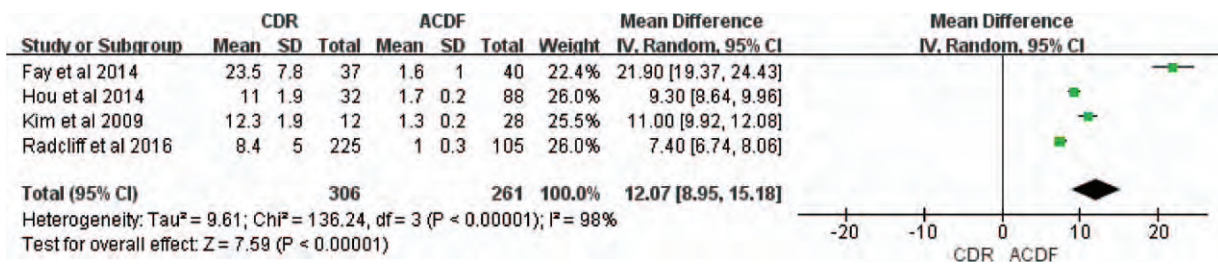 CDR ACDF Mean Difference Mean Difference
Study or Subgroup Mean SD Total Mean SD Total Weight IV, Random, 95% CI IV, Random, 95% CI
Fay et al 2014 23.5 7.8 37 1.6 1 40 22.4% 21.90 [19.37, 24.43]
Hou et al 2014 11 1.9 32 1.7 0.2 88 26.0% 9.30 [8.64, 9.96]
Kim et al 2009 12.3 1.9 12 1.3 0.2 28 25.5% 11.00 [9.92, 12.08]
Radcliff et al 2016 8.4 5 225 1 0.3 105 26.0% 7.40 [6.74, 8.06]
Total (95% CI) 306 261 100.0% 12.07 [8.95, 15.18]
Heterogeneity: Tau² = 9.61; Chi² = 136.24, df = 3 (P < 0.00001); I² = 98%
Test for overall effect: Z = 7.59 (P < 0.00001)
-20 -10 0 10 20
CDR ACDF